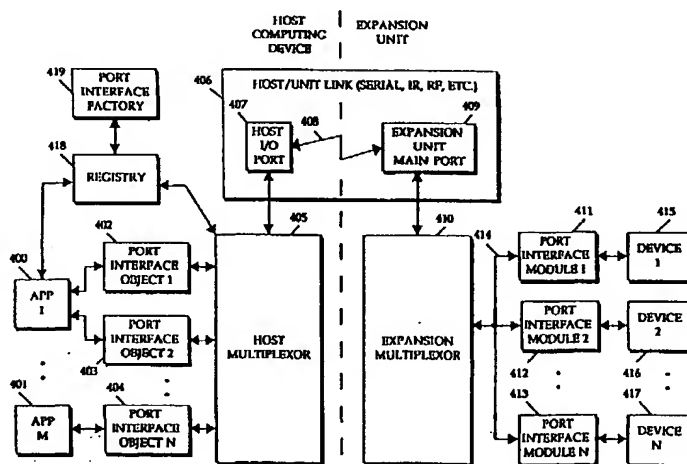 HOST
COMPUTING
DEVICE
EXPANSION
UNIT
419
PORT
INTERFACE
FACTORY
406
HOST/UNIT LINK (SERIAL, IR, RF, ETC.)
407
HOST
I/O
PORT
408
409
EXPANSION
UNIT
MAIN PORT
418
REGISTRY
400
APP
1
402
PORT
INTERFACE
OBJECT 1
PORT
INTERFACE
OBJECT 2
403
401
APP
M
404
PORT
INTERFACE
OBJECT N
405
HOST
MULTIPLEXOR
410
EXPANSION
MULTIPLEXOR
414
411
PORT
INTERFACE
MODULE 1
415
DEVICE
1
PORT
INTERFACE
MODULE 2
412
DEVICE
2
416
413
PORT
INTERFACE
MODULE N
417
DEVICE
N